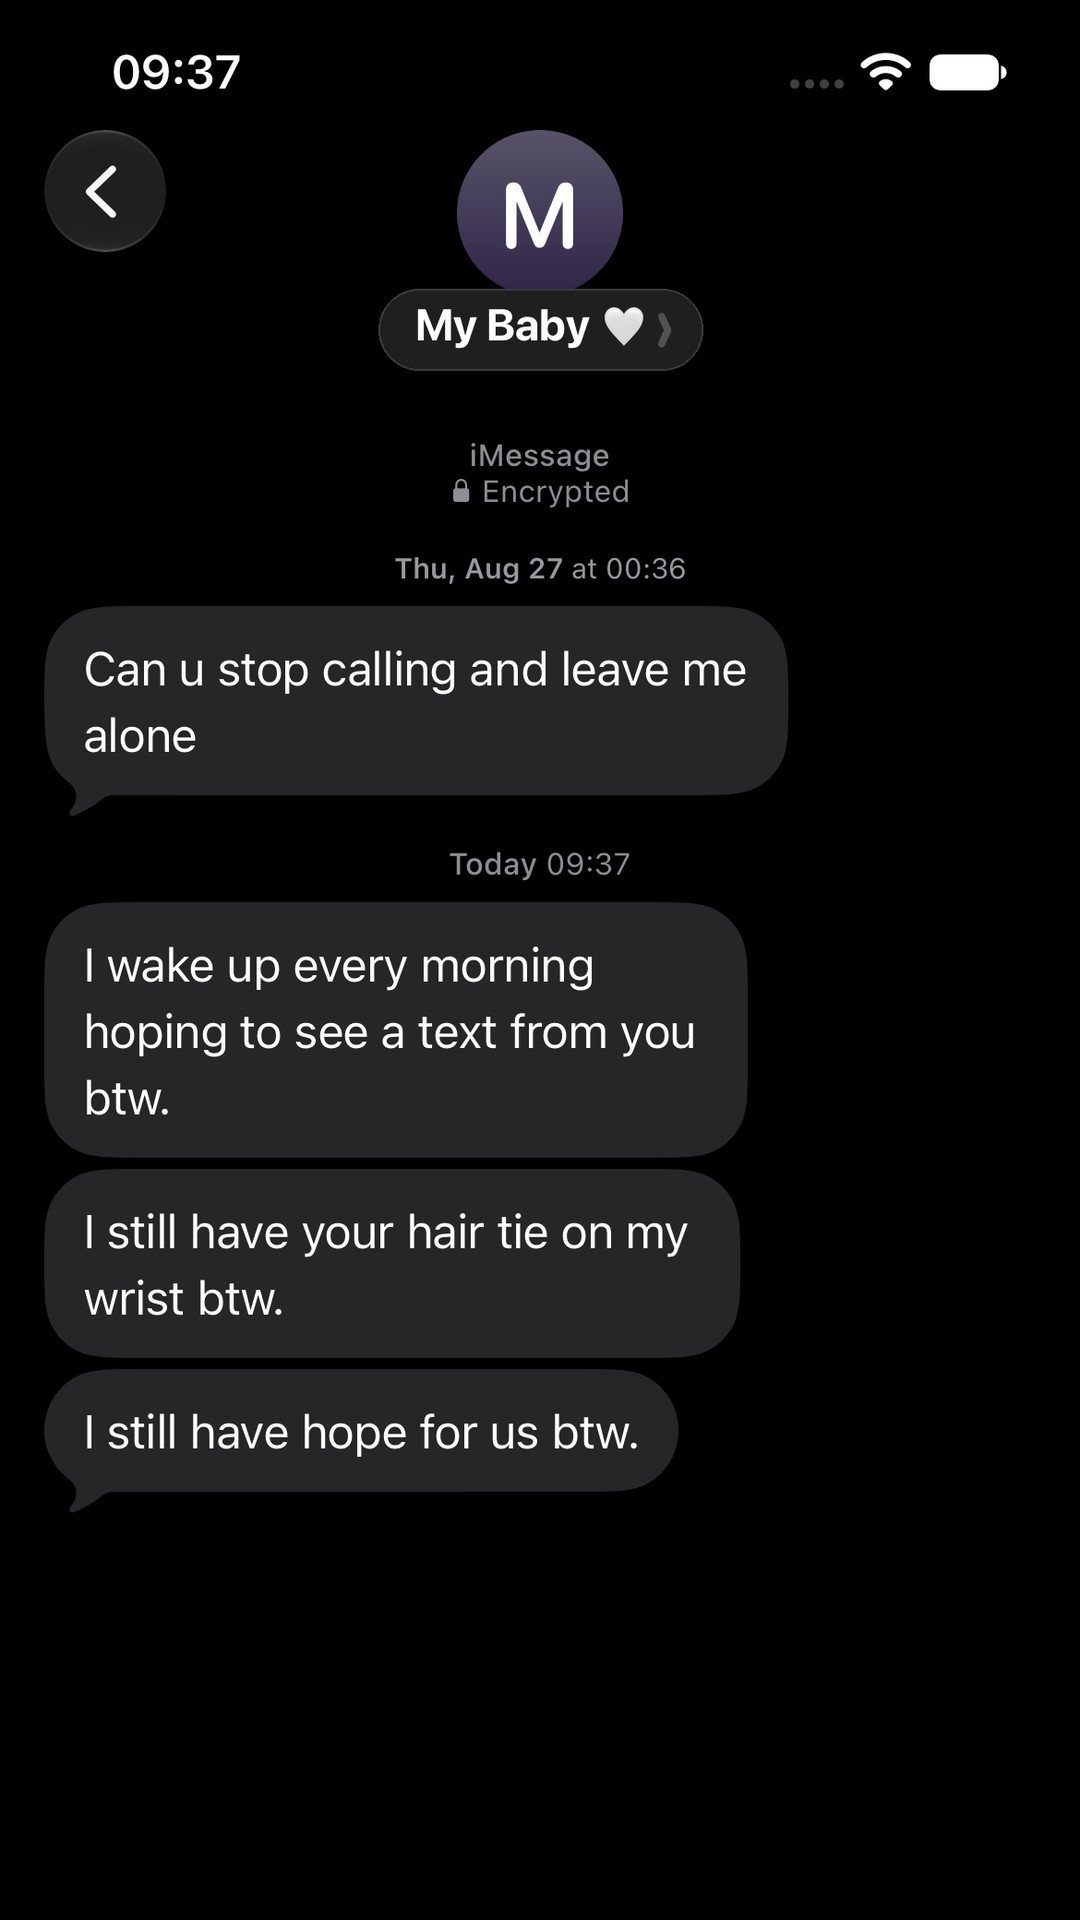 09:37
M
My Baby 🤍
iMessage
Encrypted
Thu, Aug 27 at 00:36
Can u stop calling and leave me
alone
Today 09:37
I wake up every morning
hoping to see a text from you
btw.
I still have your hair tie on my
wrist btw.
I still have hope for us btw.